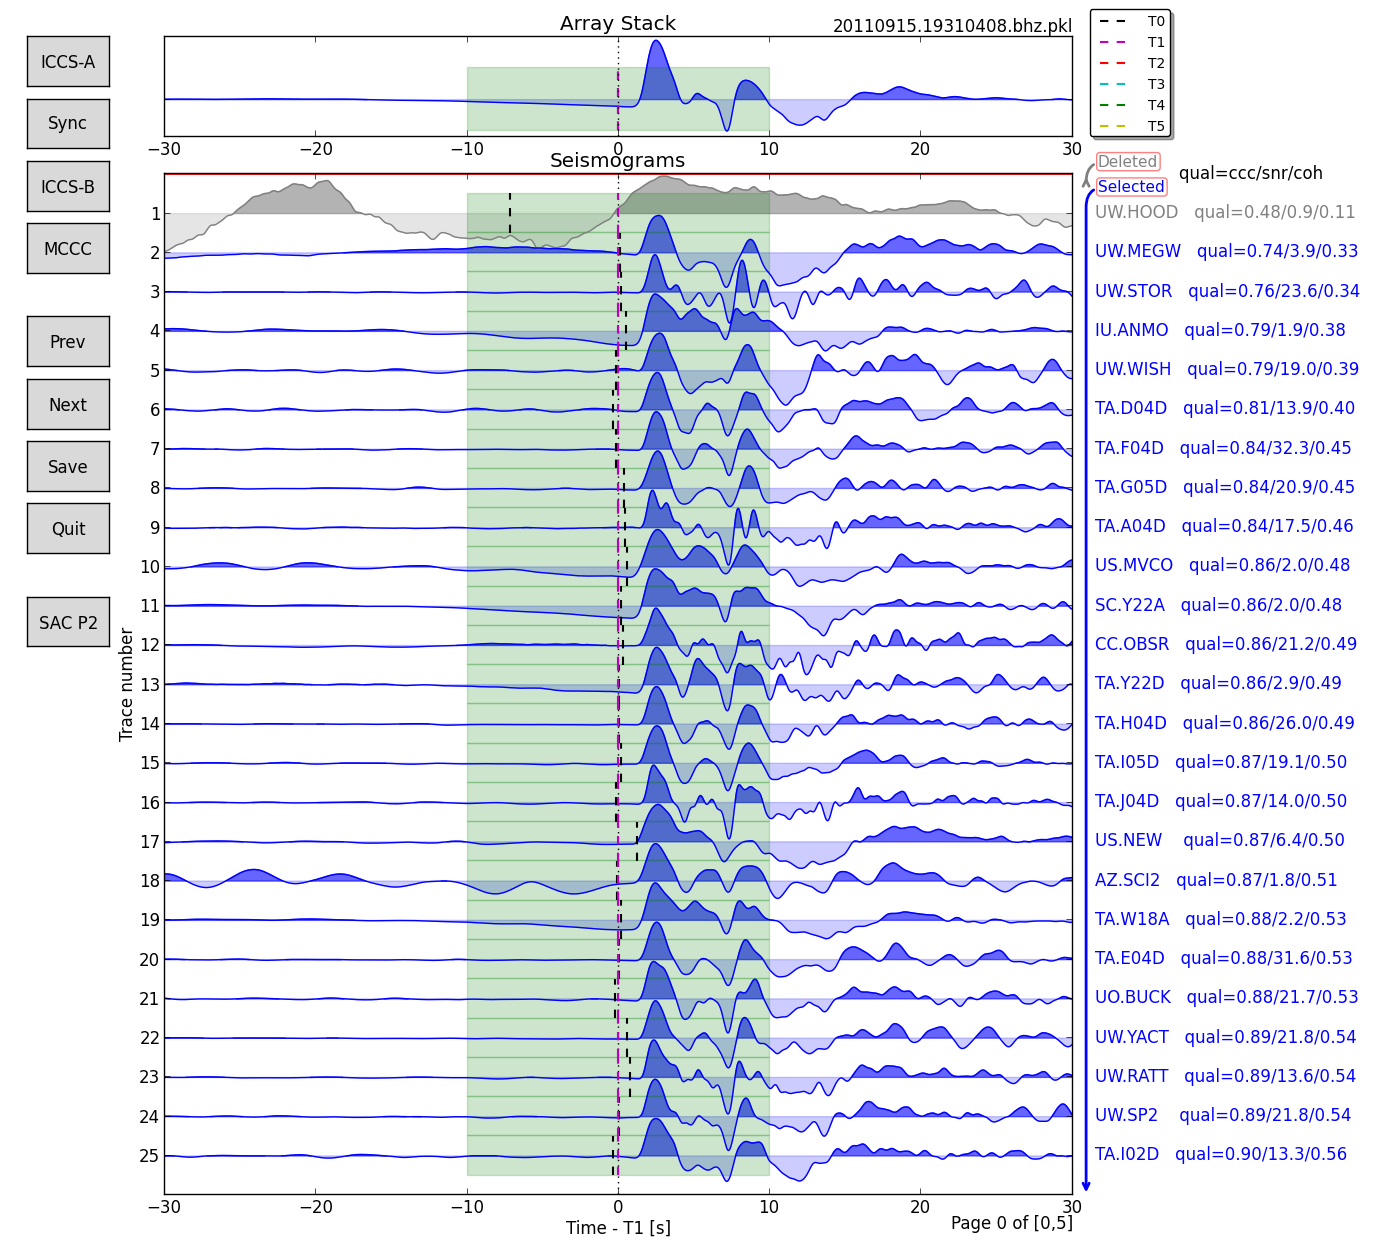 Array Stack
20110915.19310408.bhz.pkl
T0
T1
T2
T3
T4
T5
ICCS-A
Sync
ICCS-B
MCCC
Prev
Next
Save
Quit
SAC P2
−30 −20 −10 0 10 20 30
Seismograms
Deleted
Selected
qual=ccc/snr/coh
1 UW.HOOD qual=0.48/0.9/0.11
2 UW.MEGW qual=0.74/3.9/0.33
3 UW.STOR qual=0.76/23.6/0.34
4 IU.ANMO qual=0.79/1.9/0.38
5 UW.WISH qual=0.79/19.0/0.39
6 TA.D04D qual=0.81/13.9/0.40
7 TA.F04D qual=0.84/32.3/0.45
8 TA.G05D qual=0.84/20.9/0.45
9 TA.A04D qual=0.84/17.5/0.46
10 US.MVCO qual=0.86/2.0/0.48
11 SC.Y22A qual=0.86/2.0/0.48
12 CC.OBSR qual=0.86/21.2/0.49
13 TA.Y22D qual=0.86/2.9/0.49
14 TA.H04D qual=0.86/26.0/0.49
15 TA.I05D qual=0.87/19.1/0.50
16 TA.J04D qual=0.87/14.0/0.50
17 US.NEW qual=0.87/6.4/0.50
18 AZ.SCI2 qual=0.87/1.8/0.51
19 TA.W18A qual=0.88/2.2/0.53
20 TA.E04D qual=0.88/31.6/0.53
21 UO.BUCK qual=0.88/21.7/0.53
22 UW.YACT qual=0.89/21.8/0.54
23 UW.RATT qual=0.89/13.6/0.54
24 UW.SP2 qual=0.89/21.8/0.54
25 TA.I02D qual=0.90/13.3/0.56
Trace number
−30 −20 −10 0 10 20 30
Time - T1 [s]
Page 0 of [0,5]